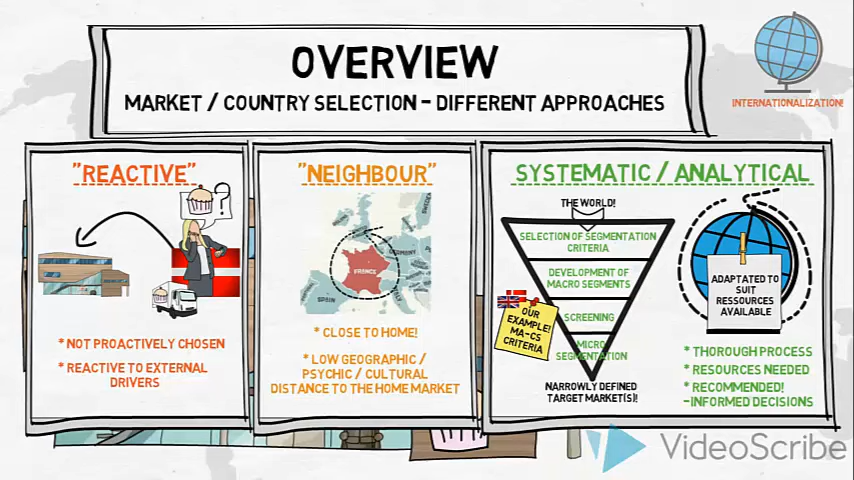 OVERVIEW
MARKET / COUNTRY SELECTION - DIFFERENT APPROACHES
INTERNATIONALIZATION!
"REACTIVE"
?
* NOT PROACTIVELY CHOSEN
* REACTIVE TO EXTERNAL
DRIVERS
"NEIGHBOUR"
SWEDEN
GERMANY
FRANCE
ITALY
SPAIN
* CLOSE TO HOME!
* LOW GEOGRAPHIC /
PSYCHIC / CULTURAL
DISTANCE TO THE HOME MARKET
SYSTEMATIC / ANALYTICAL
THE WORLD!
SELECTION OF SEGMENTATION
CRITERIA
DEVELOPMENT OF
MACRO SEGMENTS
SCREENING
MICRO
SEGMENTATION
NARROWLY DEFINED
TARGET MARKET(S)!
OUR
EXAMPLE!
MA-CS
CRITERIA
ADAPTATED TO
SUIT
RESSOURCES
AVAILABLE
* THOROUGH PROCESS
* RESOURCES NEEDED
* RECOMMENDED!
-INFORMED DECISIONS
VideoScribe